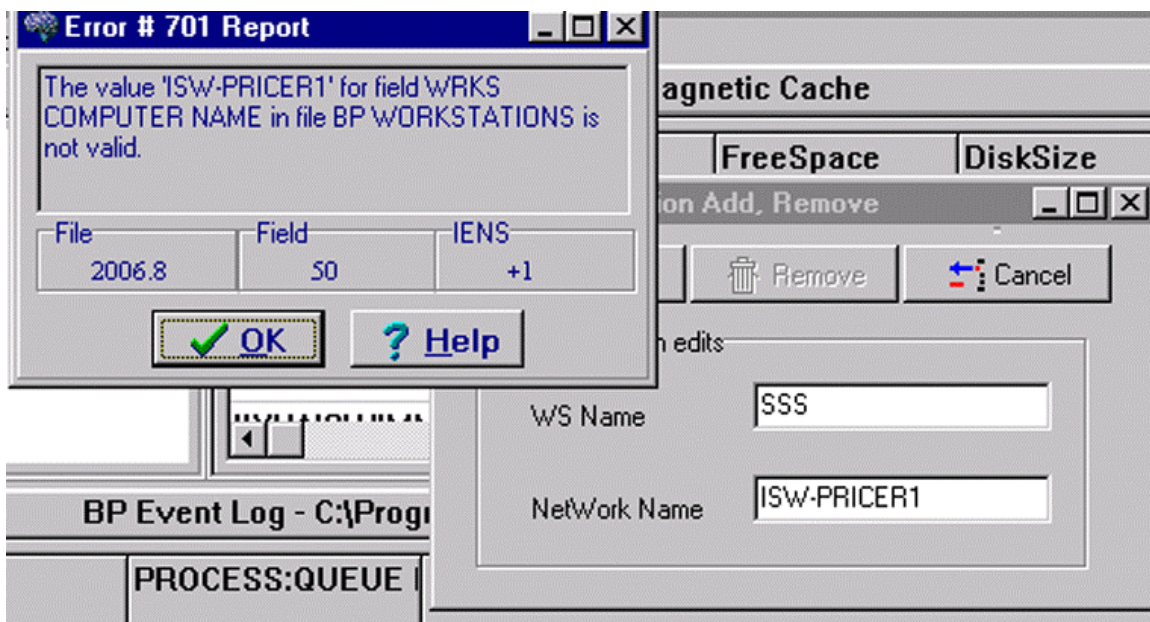 Error # 701 Report
The value 'ISW-PRICER1' for field WRKS
COMPUTER NAME in file BP WORKSTATIONS is
not valid.
File Field IENS
2006.8 50 +1
OK Help
agnetic Cache
FreeSpace DiskSize
ion Add, Remove
Remove Cancel
n edits
WS Name SSS
NetWork Name ISW-PRICER1
BP Event Log - C:\Progr
PROCESS:QUEUE